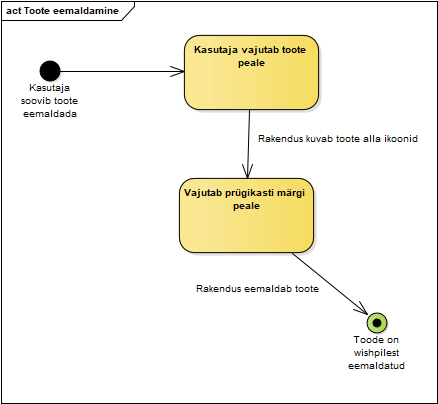 act Toote eemaldamine
Kasutaja vajutab toote
peale
Kasutaja
soovib toote
eemaldada
Rakendus kuvab toote alla ikoonid
Vajutab prügikasti märgi
peale
Rakendus eemaldab toote
Toode on
wishpilest
eemaldatud